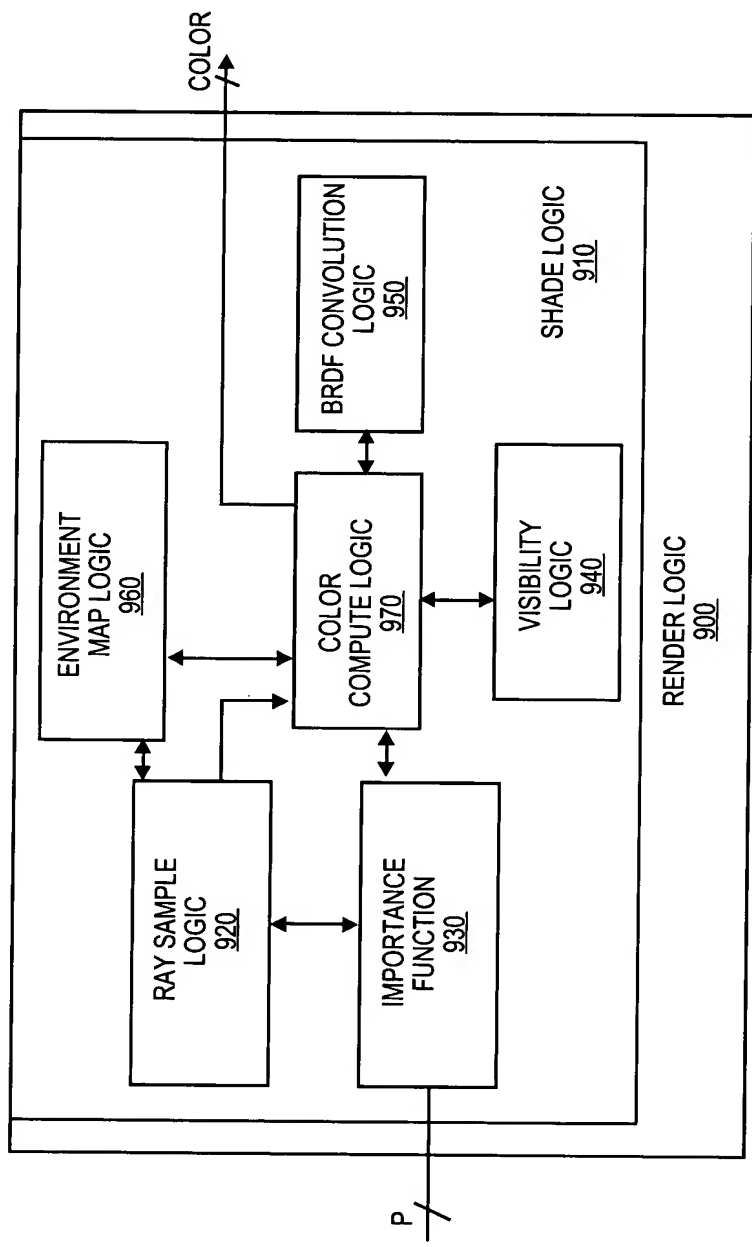 COLOR
ENVIRONMENT
MAP LOGIC
960
RAY SAMPLE
LOGIC
920
COLOR
COMPUTE LOGIC
970
BRDF CONVOLUTION
LOGIC
950
IMPORTANCE
FUNCTION
930
VISIBILITY
LOGIC
940
SHADE LOGIC
910
RENDER LOGIC
900
P